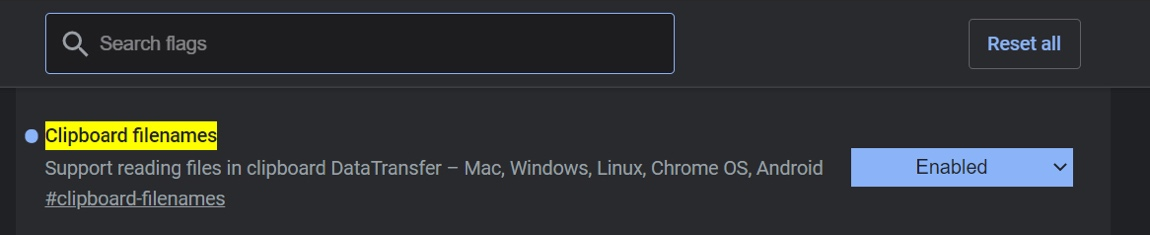 Search flags
Reset all
Clipboard filenames
Support reading files in clipboard DataTransfer – Mac, Windows, Linux, Chrome OS, Android
Enabled
#clipboard-filenames